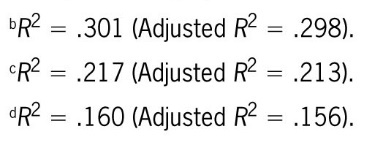 ᵇR² = .301 (Adjusted R² = .298).
ᶜR² = .217 (Adjusted R² = .213).
ᵈR² = .160 (Adjusted R² = .156).